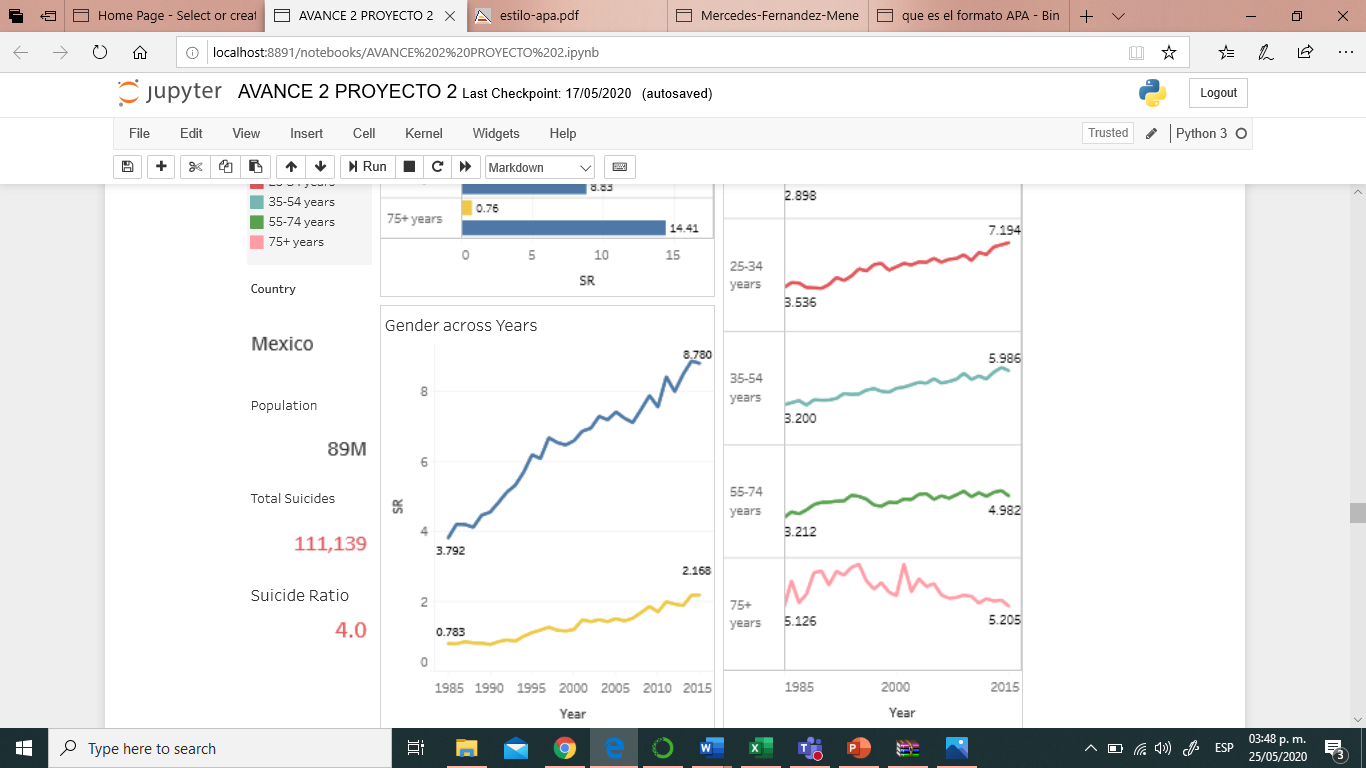 Home Page - Select or creat
AVANCE 2 PROYECTO 2
estilo-apa.pdf
Mercedes-Fernandez-Mene
que es el formato APA - Bin
localhost:8891/notebooks/AVANCE%202%20PROYECTO%202.ipynb
jupyter AVANCE 2 PROYECTO 2 Last Checkpoint: 17/05/2020 (autosaved)
Logout
File Edit View Insert Cell Kernel Widgets Help
Trusted
Python 3
Run
Markdown
35-54 years
55-74 years
75+ years
Country
Mexico
Population
89M
Total Suicides
111,139
Suicide Ratio
4.0
8.83
75+ years
0.76
14.41
0 5 10 15
SR
Gender across Years
8.780
8
6
SR
4
3.792
2.168
2
0.783
0
1985 1990 1995 2000 2005 2010 2015
Year
2.898
7.194
25-34
years
3.536
5.986
35-54
years
3.200
55-74
years
4.982
3.212
75+
years
5.126
5.205
1985 2000 2015
Year
Type here to search
ESP
03:48 p. m.
25/05/2020
3